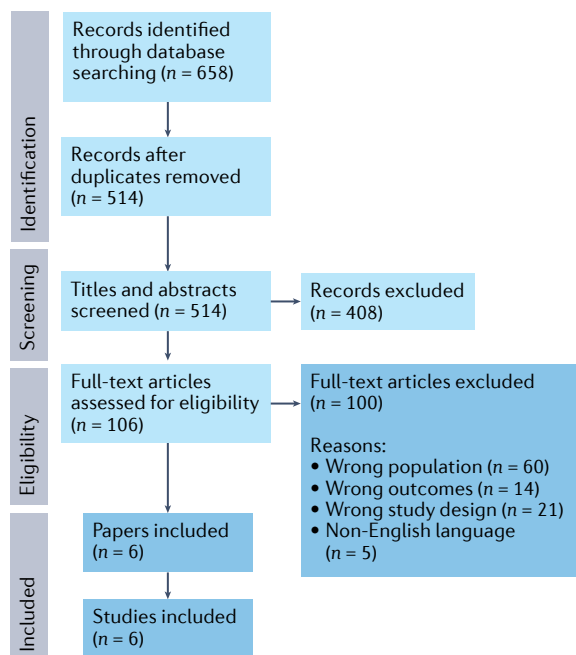 Identification
Records identified
through database
searching (n = 658)
Records after
duplicates removed
(n = 514)
Screening
Titles and abstracts
screened (n = 514)
Records excluded
(n = 408)
Eligibility
Full-text articles
assessed for eligibility
(n = 106)
Full-text articles excluded
(n = 100)
Reasons:
• Wrong population (n = 60)
• Wrong outcomes (n = 14)
• Wrong study design (n = 21)
• Non-English language
(n = 5)
Included
Papers included
(n = 6)
Studies included
(n = 6)